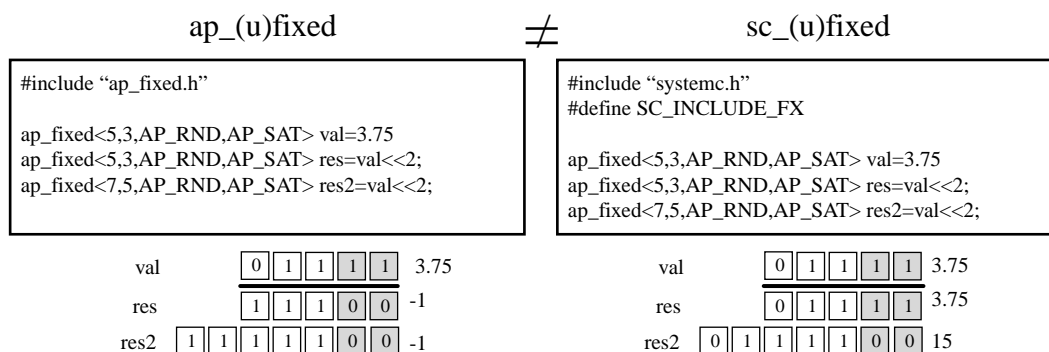 ap_(u)fixed ≠ sc_(u)fixed
#include “ap_fixed.h”
ap_fixed<5,3,AP_RND,AP_SAT> val=3.75
ap_fixed<5,3,AP_RND,AP_SAT> res=val<<2;
ap_fixed<7,5,AP_RND,AP_SAT> res2=val<<2;
#include “systemc.h”
#define SC_INCLUDE_FX
ap_fixed<5,3,AP_RND,AP_SAT> val=3.75
ap_fixed<5,3,AP_RND,AP_SAT> res=val<<2;
ap_fixed<7,5,AP_RND,AP_SAT> res2=val<<2;
val 0 1 1 1 1 3.75
res 1 1 1 0 0 -1
res2 1 1 1 1 1 0 0 -1
val 0 1 1 1 1 3.75
res 0 1 1 1 1 3.75
res2 0 1 1 1 1 0 0 15